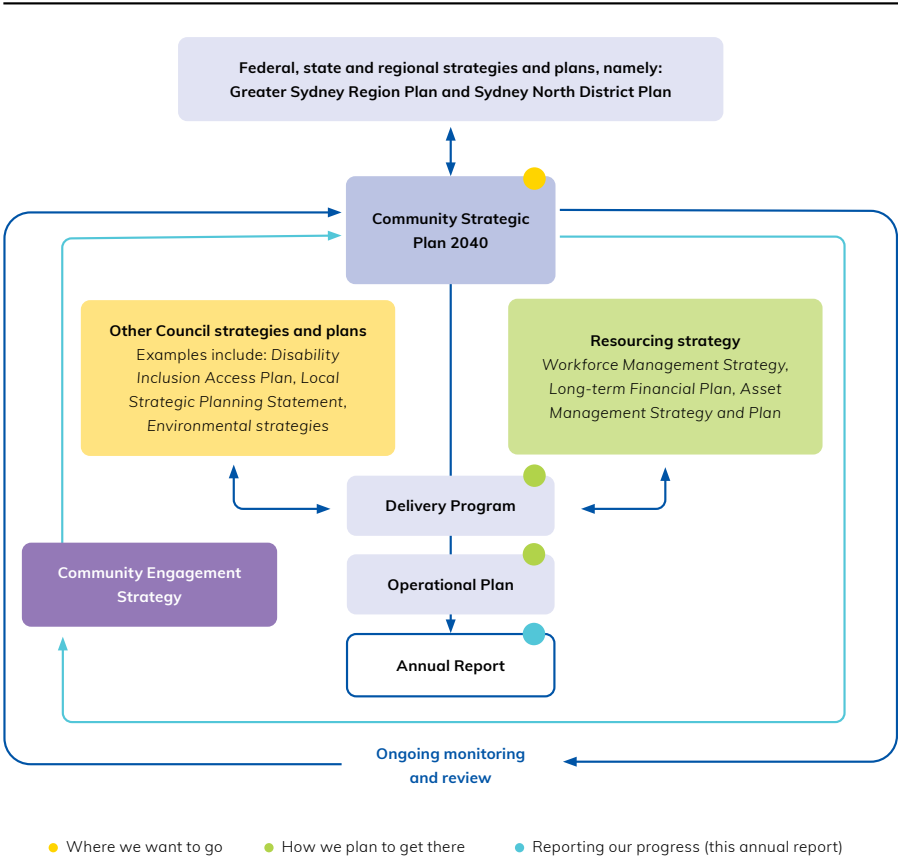 Federal, state and regional strategies and plans, namely:
Greater Sydney Region Plan and Sydney North District Plan
Community Strategic
Plan 2040
Other Council strategies and plans
Examples include: Disability
Inclusion Access Plan, Local
Strategic Planning Statement,
Environmental strategies
Resourcing strategy
Workforce Management Strategy,
Long-term Financial Plan, Asset
Management Strategy and Plan
Delivery Program
Community Engagement
Strategy
Operational Plan
Annual Report
Ongoing monitoring
and review
Where we want to go
How we plan to get there
Reporting our progress (this annual report)